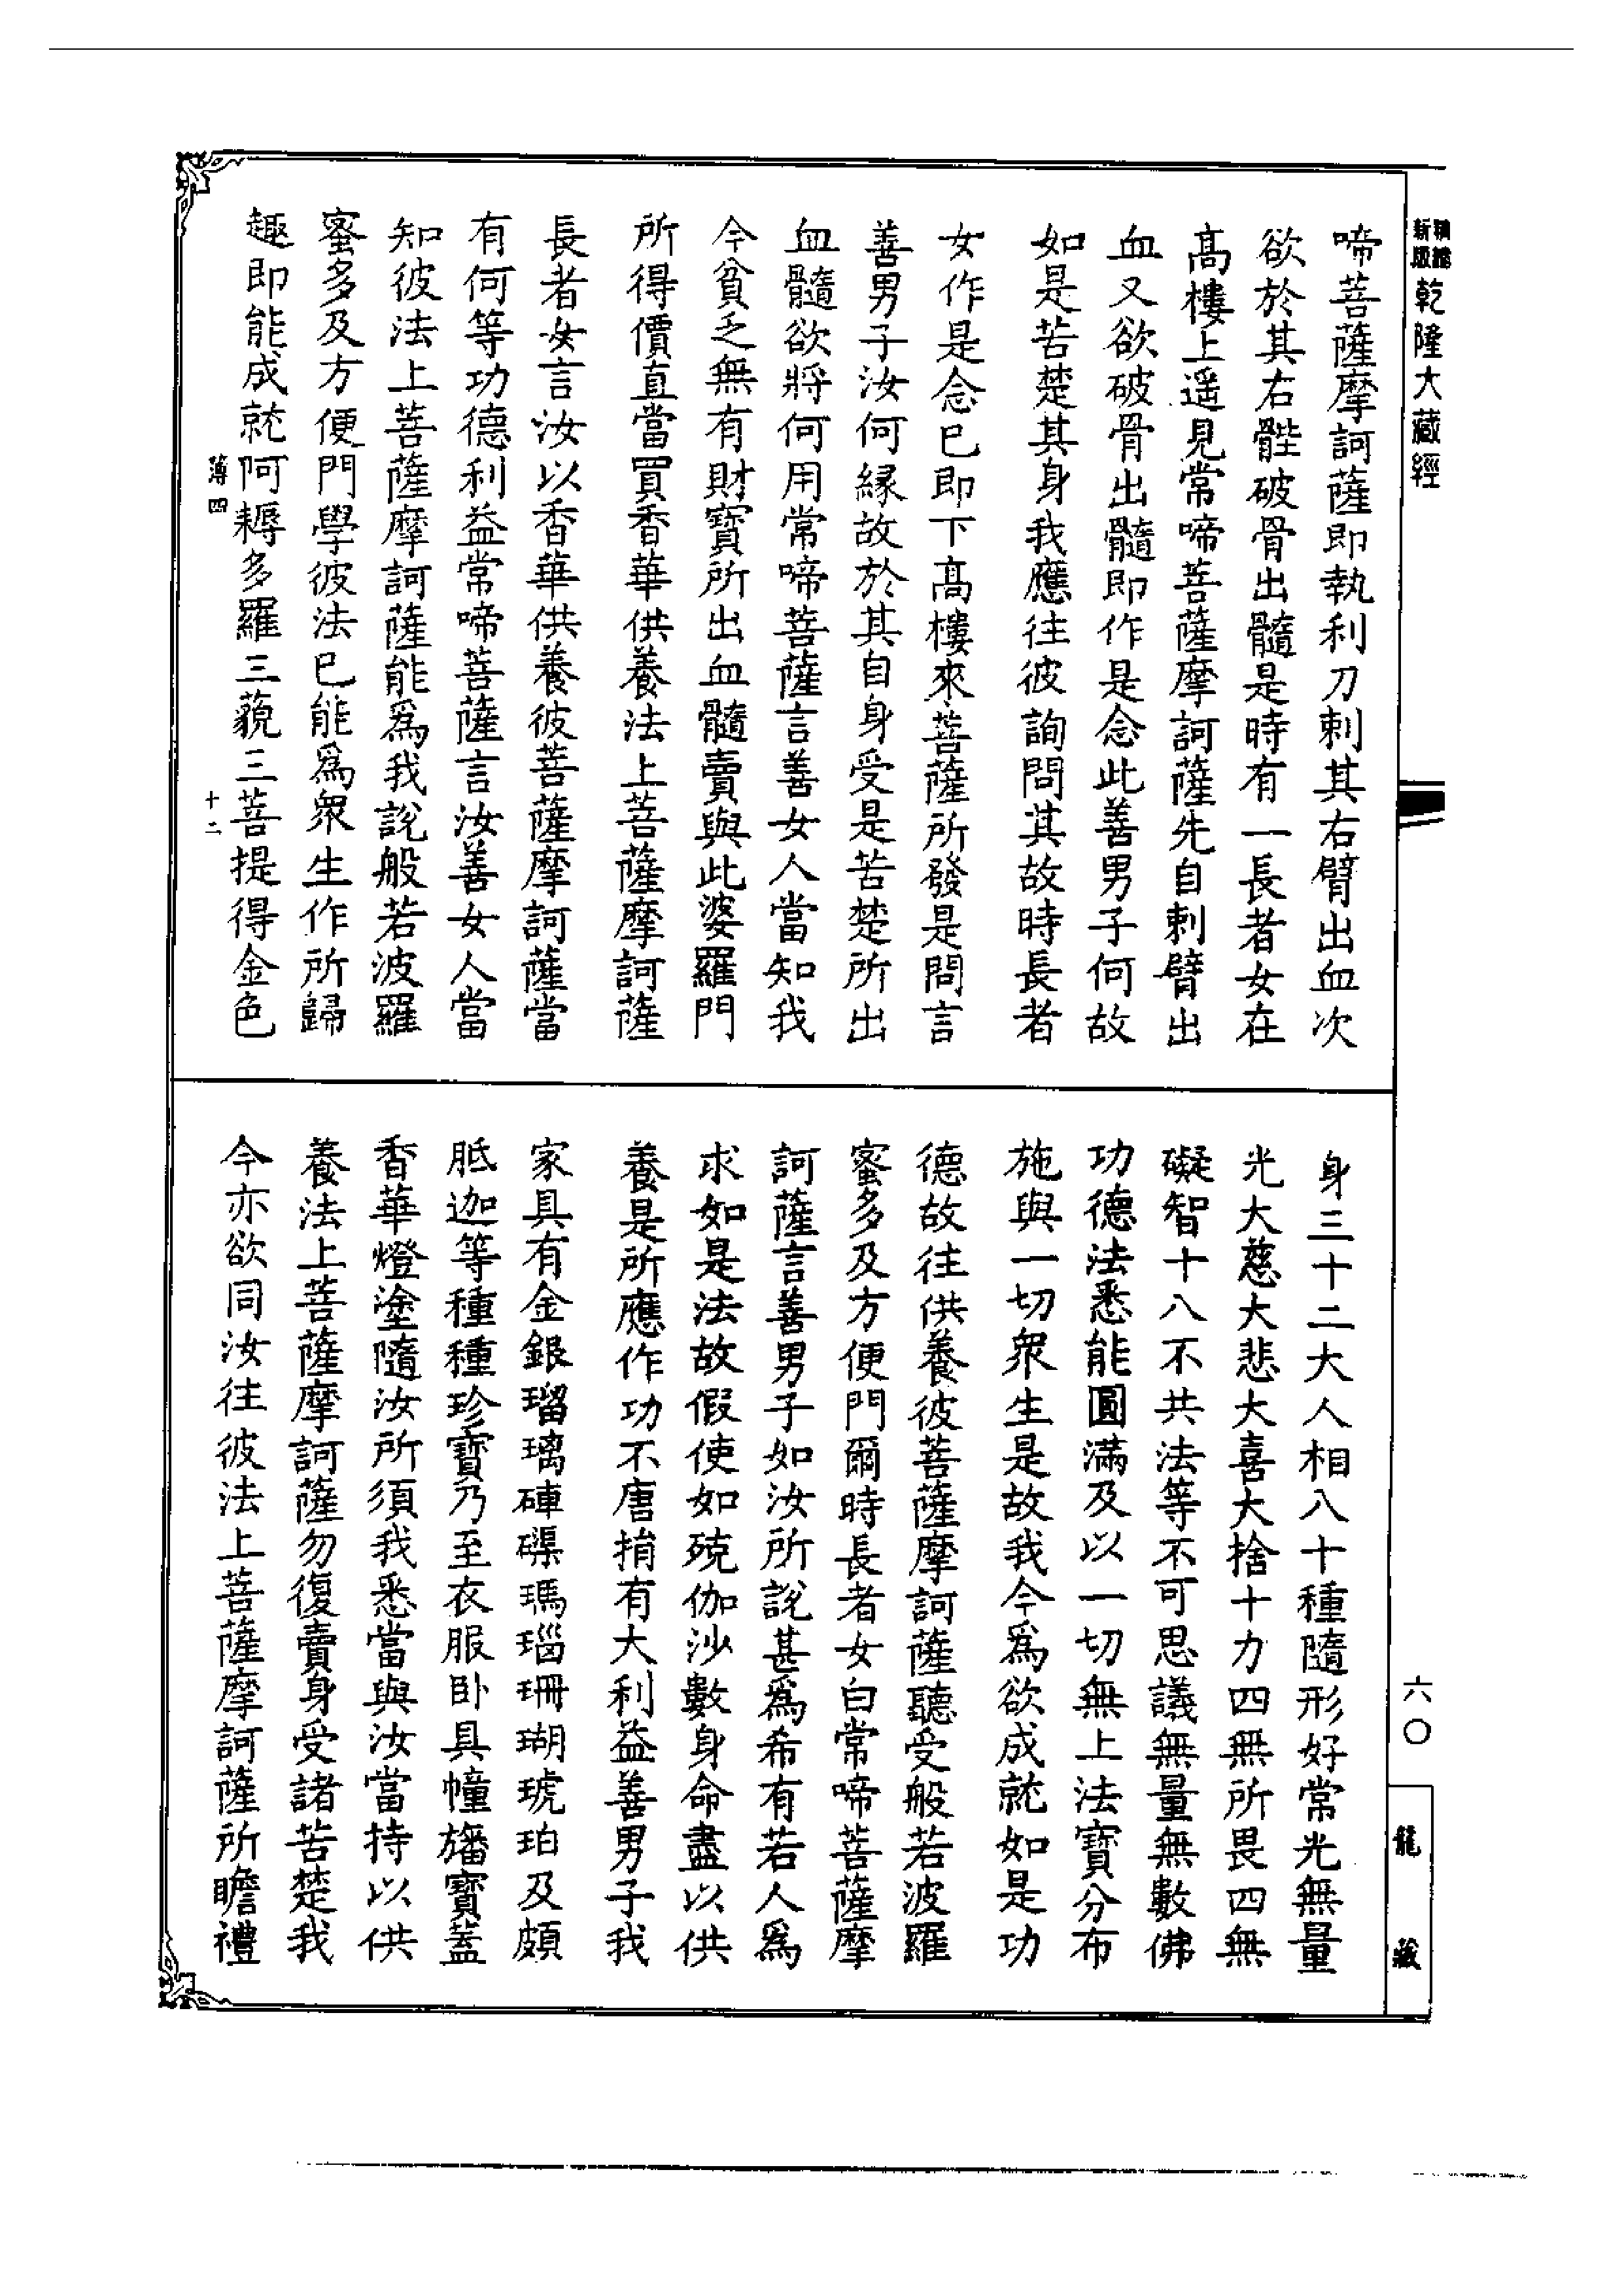 新版
精縮
乾隆大藏經
啼菩薩摩訶薩即執利刀刺其右臂出血次
欲於其右髀破骨出髓是時有一長者女在
高樓上遥見常啼菩薩摩訶薩先自刺臂出
血又欲破骨出髓即作是念此善男子何故
如是苦楚其身我應往彼詢問其故時長者
女作是念已即下高樓來菩薩所發是問言
善男子汝何縁故於其自身受是苦楚所出
血髓欲將何用常啼菩薩言善女人當知我
今貧乏無有財寶所出血髓賣與此婆羅門
所得價直當買香華供養法上菩薩摩訶薩
長者女言汝以香華供養彼菩薩摩訶薩當
有何等功德利益常啼菩薩言汝善女人當
知彼法上菩薩摩訶薩能爲我說般若波羅
蜜多及方便門學彼法已能爲衆生作所歸
趣即能成就阿耨多羅三藐三菩提得金色
薄四
十二
身三十二大人相八十種隨形好常光無量
光大慈大悲大喜大捨十力四無所畏四無
礙智十八不共法等不可思議無量無數佛
功德法悉能圓滿及以一切無上法寶分布
施與一切衆生是故我今爲欲成就如是功
德故往供養彼菩薩摩訶薩聽受般若波羅
蜜多及方便門爾時長者女白常啼菩薩摩
訶薩言善男子如汝所說甚爲希有若人爲
求如是法故假使如殑伽沙數身命盡以供
養是所應作功不唐捐有大利益善男子我
家具有金銀瑠璃硨磲瑪瑙珊瑚琥珀及頗
胝迦等種種珍寶乃至衣服卧具幢旛寶蓋
香華燈塗隨汝所須我悉當與汝當持以供
養法上菩薩摩訶薩勿復賣身受諸苦楚我
今亦欲同汝往彼法上菩薩摩訶薩所瞻禮
六〇
龍藏